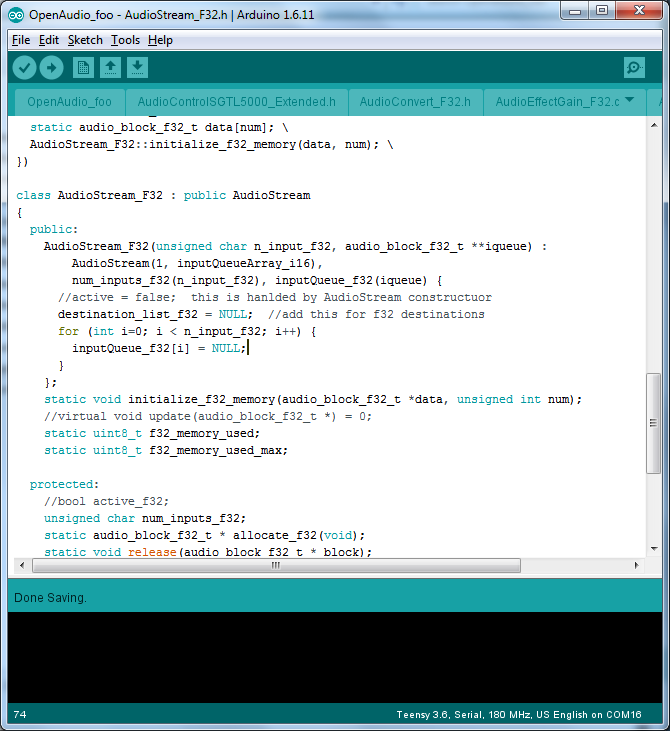 OpenAudio_foo - AudioStream_F32.h | Arduino 1.6.11
File Edit Sketch Tools Help
OpenAudio_foo AudioControlSGTL5000_Extended.h AudioConvert_F32.h AudioEffectGain_F32.c
static audio_block_f32_t data[num]; \
AudioStream_F32::initialize_f32_memory(data, num); \
})
class AudioStream_F32 : public AudioStream
{
public:
AudioStream_F32(unsigned char n_input_f32, audio_block_f32_t **iqueue) :
AudioStream(1, inputQueueArray_i16),
num_inputs_f32(n_input_f32), inputQueue_f32(iqueue) {
//active = false;  this is hanlded by AudioStream constructuor
destination_list_f32 = NULL;  //add this for f32 destinations
for (int i=0; i < n_input_f32; i++) {
inputQueue_f32[i] = NULL;
}
};
static void initialize_f32_memory(audio_block_f32_t *data, unsigned int num);
//virtual void update(audio_block_f32_t *) = 0;
static uint8_t f32_memory_used;
static uint8_t f32_memory_used_max;
protected:
//bool active_f32;
unsigned char num_inputs_f32;
static audio_block_f32_t * allocate_f32(void);
static void release(audio_block_f32_t * block);
Done Saving.
74
Teensy 3.6, Serial, 180 MHz, US English on COM16